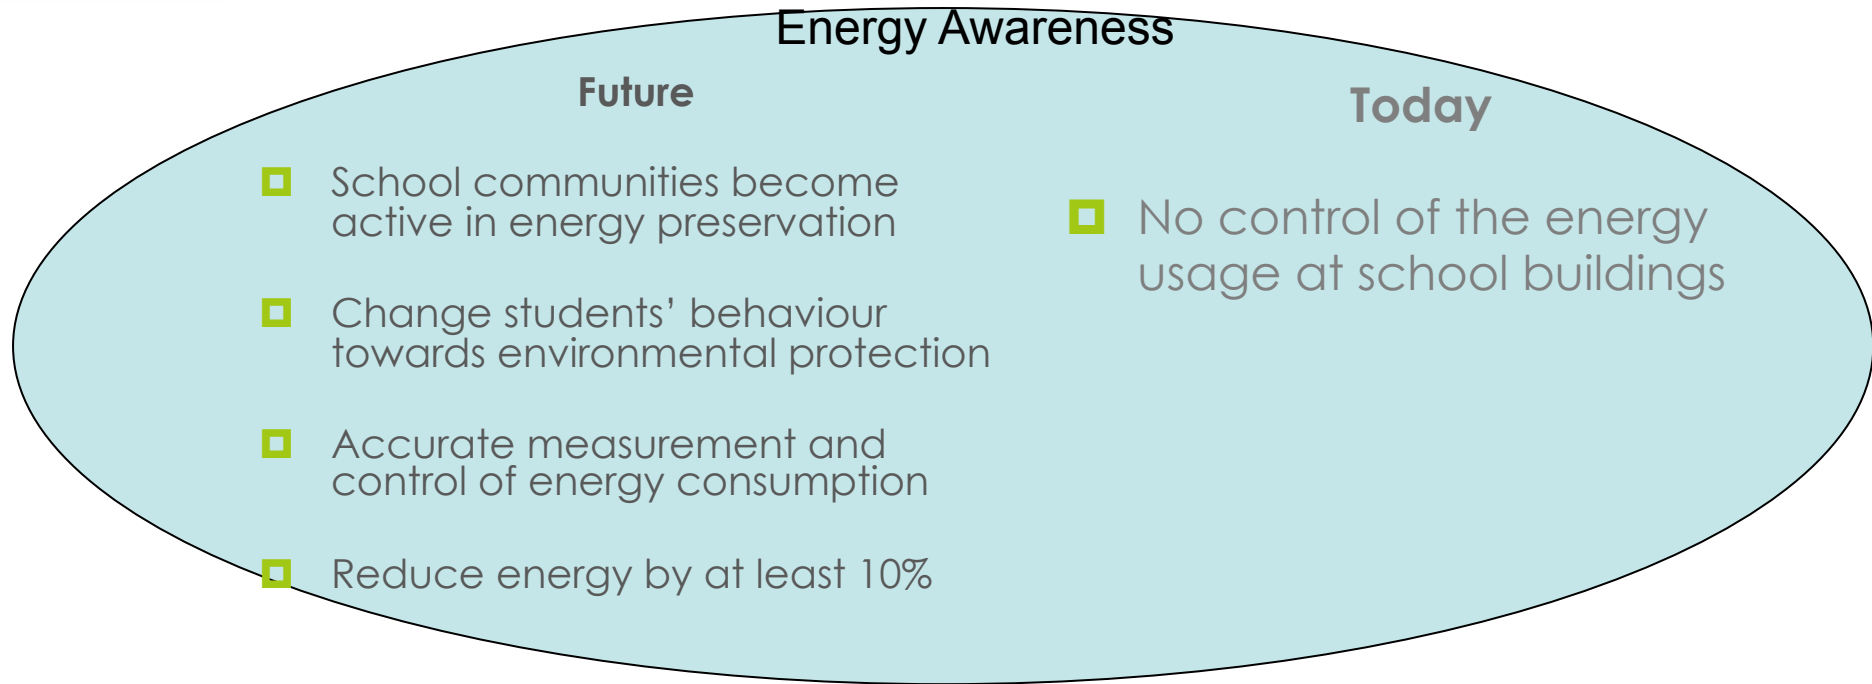 Energy Awareness
Future
School communities become
active in energy preservation
Change students’ behaviour
towards environmental protection
Accurate measurement and
control of energy consumption
Reduce energy by at least 10%
Today
No control of the energy
usage at school buildings